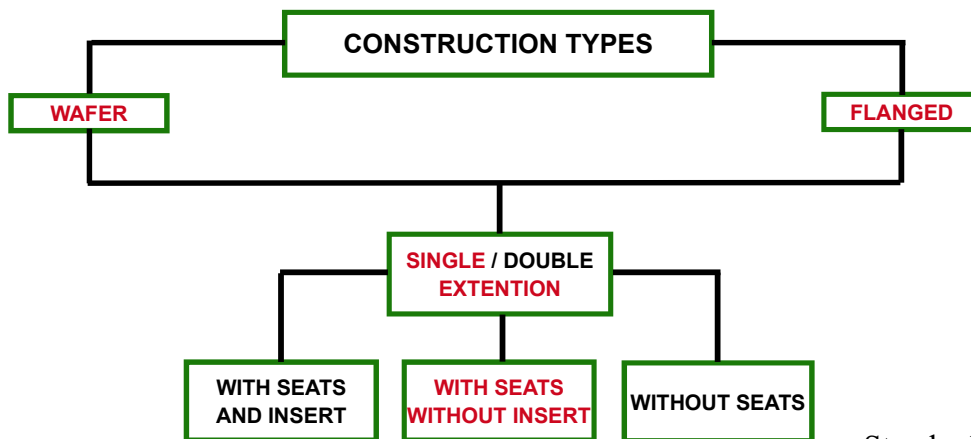 CONSTRUCTION TYPES
WAFER
FLANGED
SINGLE / DOUBLE
EXTENTION
WITH SEATS
AND INSERT
WITH SEATS
WITHOUT INSERT
WITHOUT SEATS